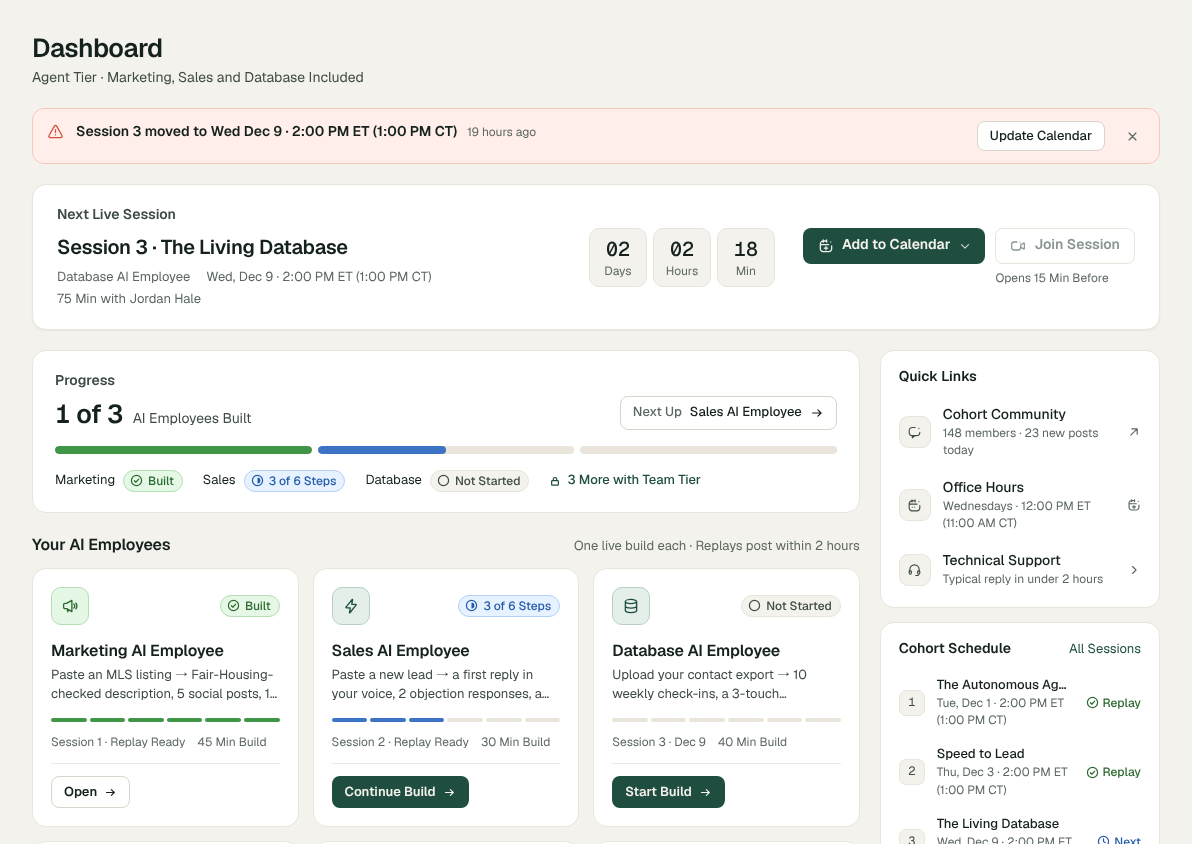 Dashboard
Agent Tier · Marketing, Sales and Database Included
Session 3 moved to Wed Dec 9 · 2:00 PM ET (1:00 PM CT) 19 hours ago
Update Calendar
Next Live Session
Session 3 · The Living Database
Database AI Employee Wed, Dec 9 · 2:00 PM ET (1:00 PM CT)
75 Min with Jordan Hale
02 Days
02 Hours
18 Min
Add to Calendar
Join Session
Opens 15 Min Before
Progress
1 of 3 AI Employees Built
Next Up Sales AI Employee →
Marketing Built Sales 3 of 6 Steps Database Not Started 3 More with Team Tier
Your AI Employees
One live build each · Replays post within 2 hours
Built
Marketing AI Employee
Paste an MLS listing → Fair-Housing-
checked description, 5 social posts, 1...
Session 1 · Replay Ready 45 Min Build
Open →
3 of 6 Steps
Sales AI Employee
Paste a new lead → a first reply in
your voice, 2 objection responses, a...
Session 2 · Replay Ready 30 Min Build
Continue Build →
Not Started
Database AI Employee
Upload your contact export → 10
weekly check-ins, a 3-touch...
Session 3 · Dec 9 40 Min Build
Start Build →
Quick Links
Cohort Community
148 members · 23 new posts
today
Office Hours
Wednesdays · 12:00 PM ET
(11:00 AM CT)
Technical Support
Typical reply in under 2 hours
Cohort Schedule
All Sessions
1
The Autonomous Ag...
Tue, Dec 1 · 2:00 PM ET
(1:00 PM CT)
Replay
2
Speed to Lead
Thu, Dec 3 · 2:00 PM ET
(1:00 PM CT)
Replay
3
The Living Database
Wed, Dec 9 · 2:00 PM ET
Next